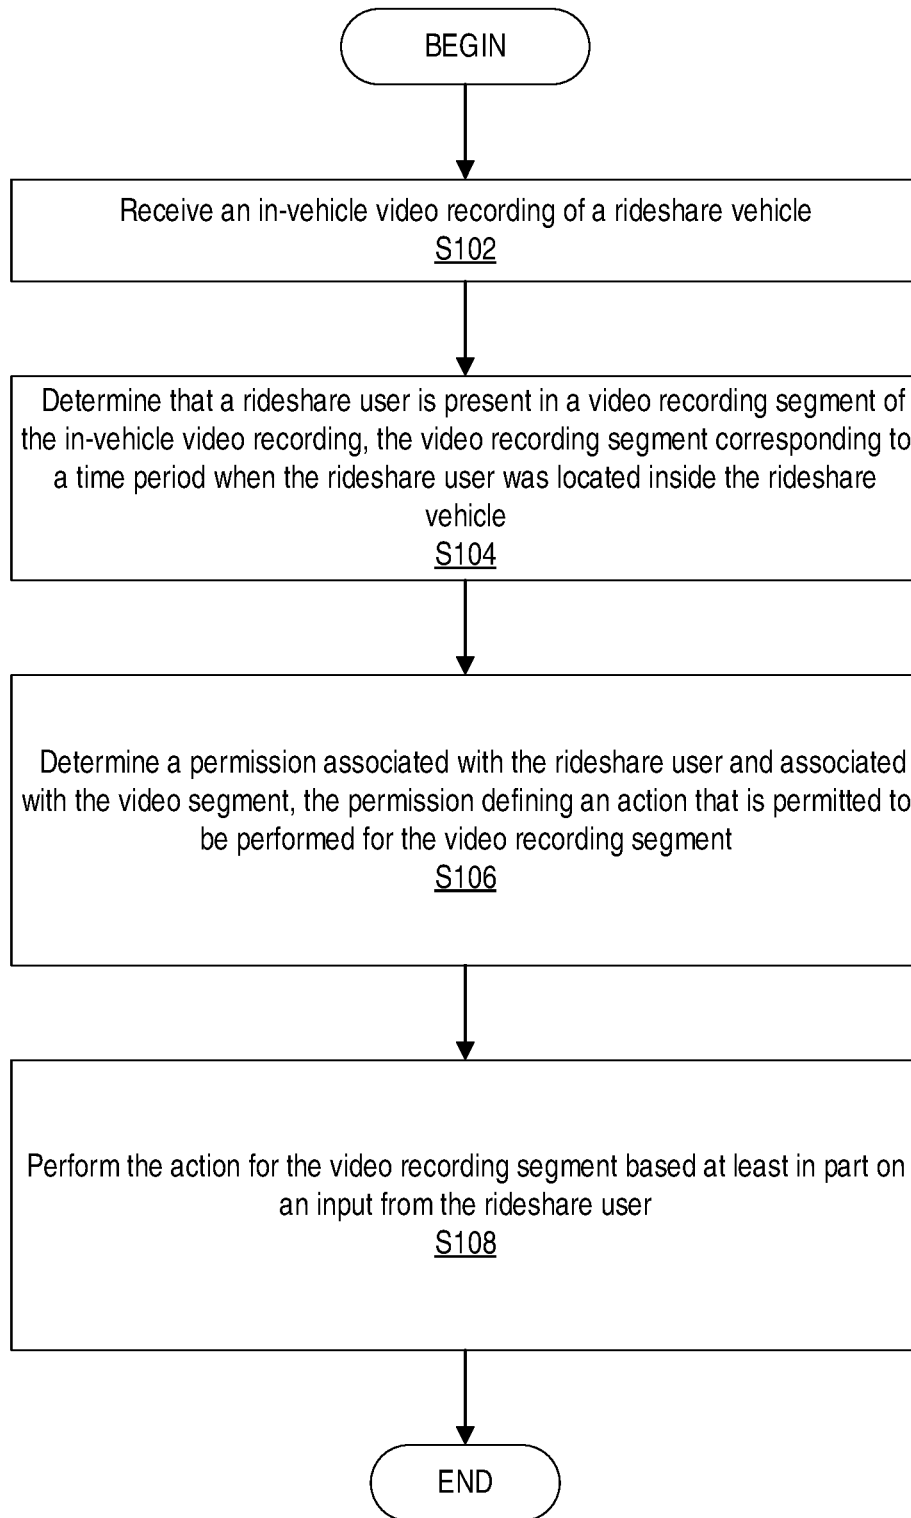 BEGIN
Receive an in-vehicle video recording of a rideshare vehicle
S102
Determine that a rideshare user is present in a video recording segment of
the in-vehicle video recording, the video recording segment corresponding to
a time period when the rideshare user was located inside the rideshare
vehicle
S104
Determine a permission associated with the rideshare user and associated
with the video segment, the permission defining an action that is permitted to
be performed for the video recording segment
S106
Perform the action for the video recording segment based at least in part on
an input from the rideshare user
S108
END